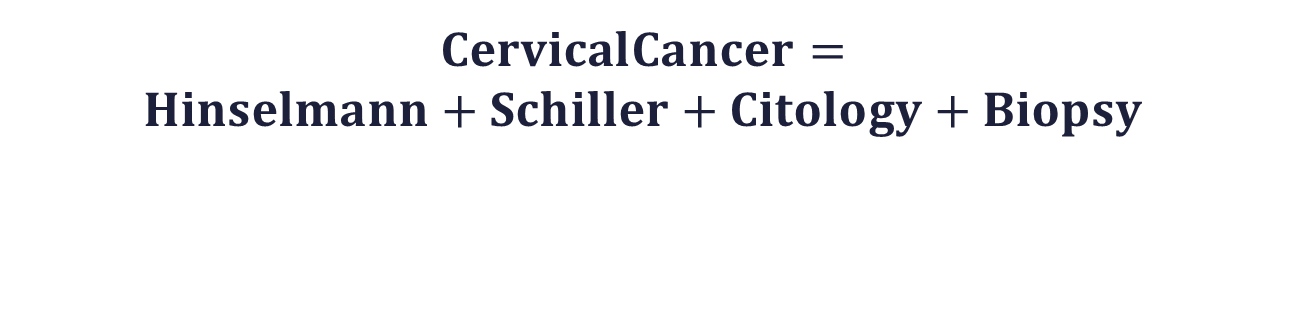 CervicalCancer =
Hinselmann + Schiller + Citology + Biopsy